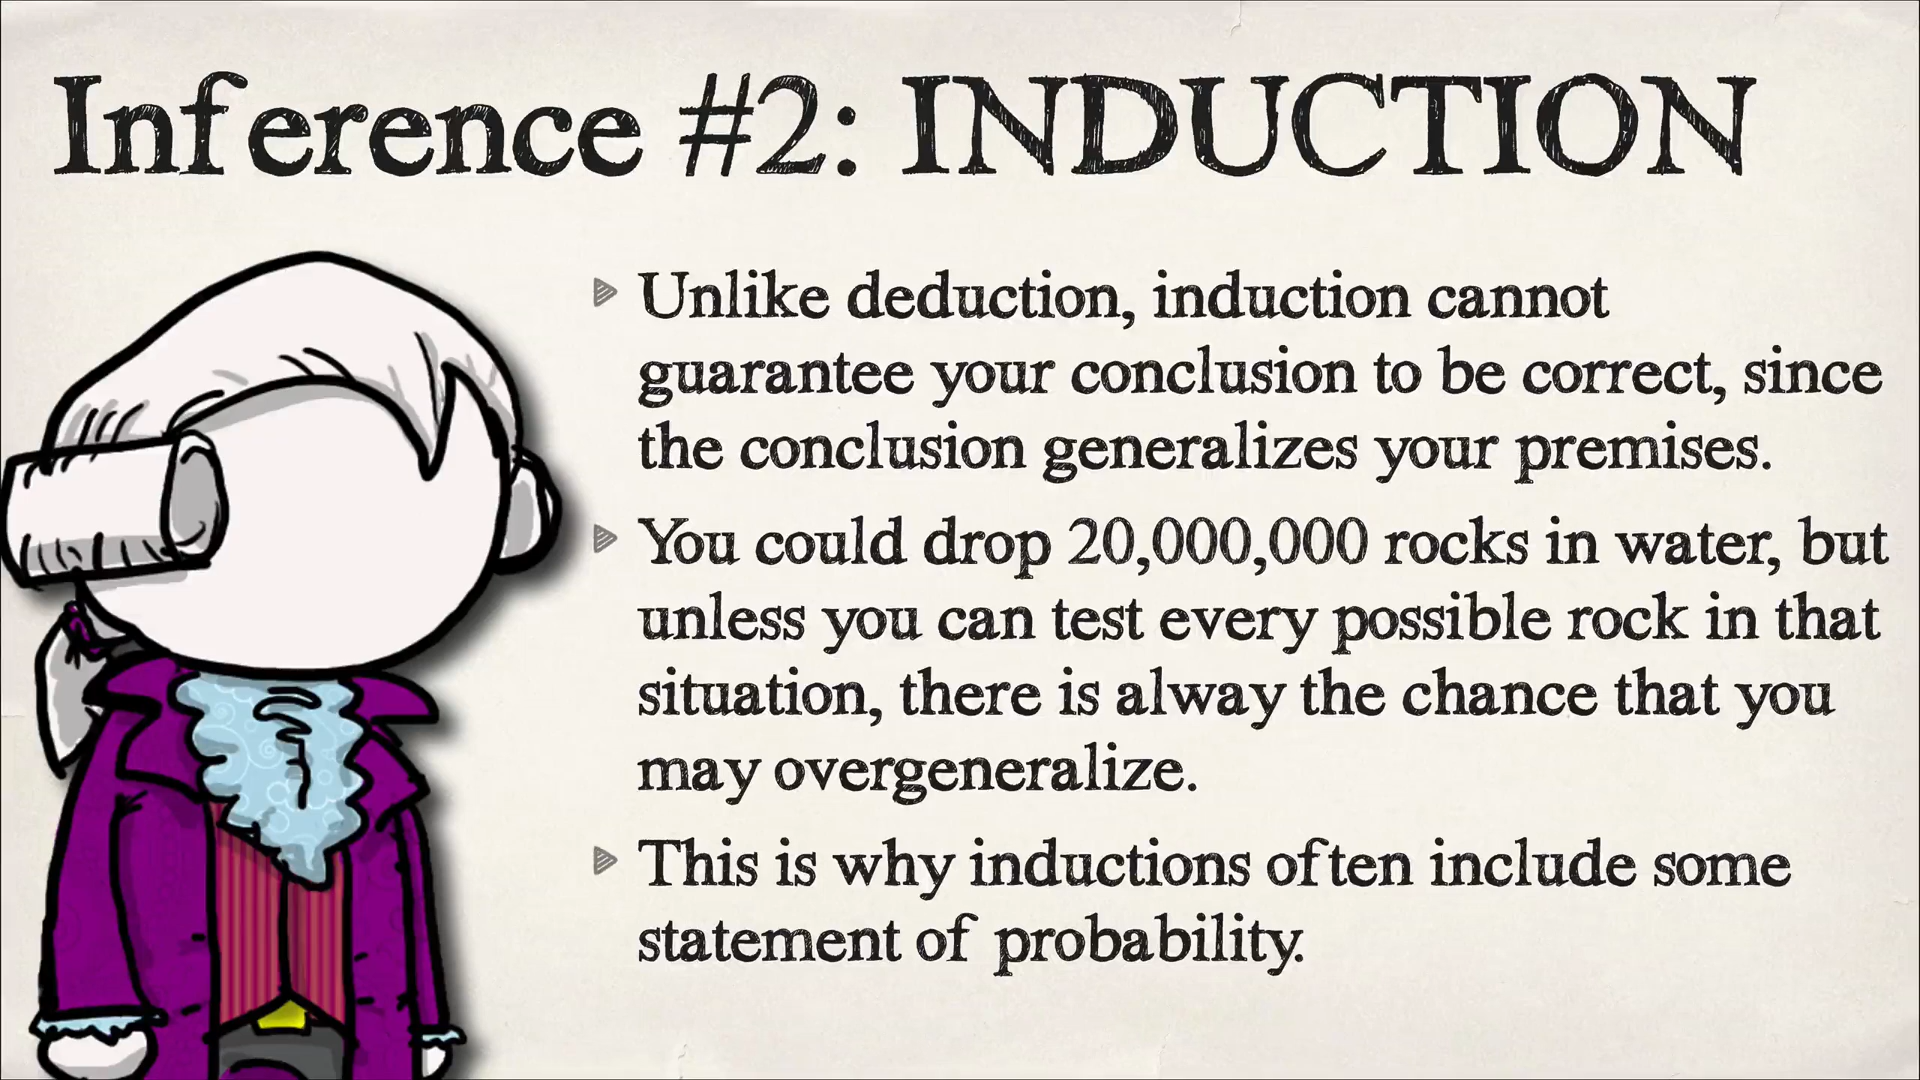 Inference #2: INDUCTION
Unlike deduction, induction cannot
guarantee your conclusion to be correct, since
the conclusion generalizes your premises.
You could drop 20,000,000 rocks in water, but
unless you can test every possible rock in that
situation, there is alway the chance that you
may overgeneralize.
This is why inductions often include some
statement of probability.